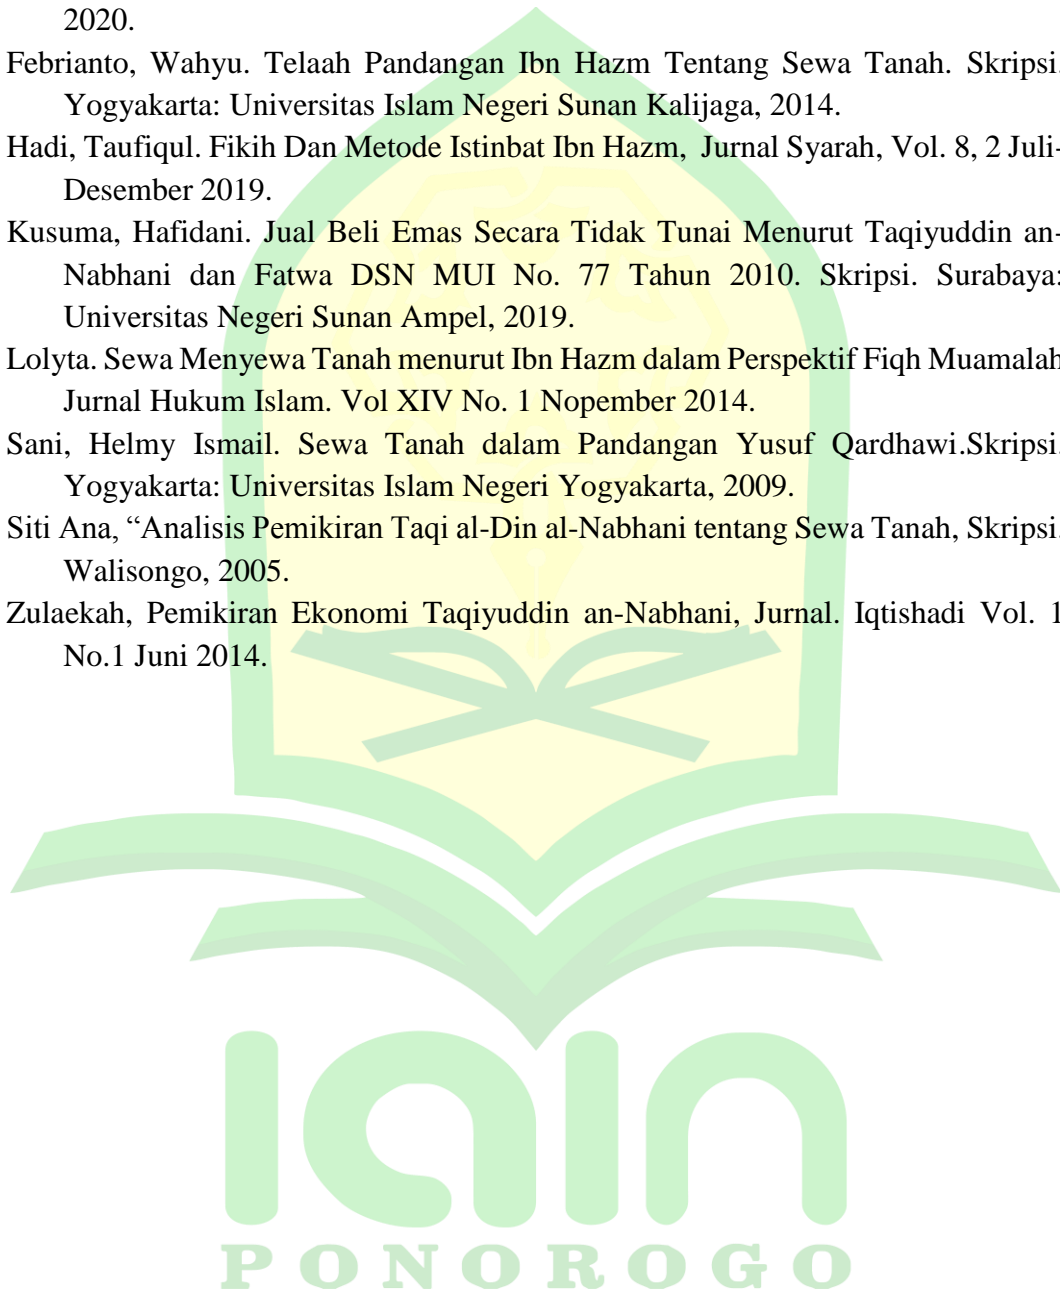 2020.
Febrianto, Wahyu. Telaah Pandangan Ibn Hazm Tentang Sewa Tanah. Skripsi.
Yogyakarta: Universitas Islam Negeri Sunan Kalijaga, 2014.
Hadi, Taufiqul. Fikih Dan Metode Istinbat Ibn Hazm, Jurnal Syarah, Vol. 8, 2 Juli-
Desember 2019.
Kusuma, Hafidani. Jual Beli Emas Secara Tidak Tunai Menurut Taqiyuddin an-
Nabhani dan Fatwa DSN MUI No. 77 Tahun 2010. Skripsi. Surabaya:
Universitas Negeri Sunan Ampel, 2019.
Lolyta. Sewa Menyewa Tanah menurut Ibn Hazm dalam Perspektif Fiqh Muamalah
Jurnal Hukum Islam. Vol XIV No. 1 Nopember 2014.
Sani, Helmy Ismail. Sewa Tanah dalam Pandangan Yusuf Qardhawi.Skripsi.
Yogyakarta: Universitas Islam Negeri Yogyakarta, 2009.
Siti Ana, “Analisis Pemikiran Taqi al-Din al-Nabhani tentang Sewa Tanah, Skripsi.
Walisongo, 2005.
Zulaekah, Pemikiran Ekonomi Taqiyuddin an-Nabhani, Jurnal. Iqtishadi Vol. 1
No.1 Juni 2014.
iain
PONOROGO